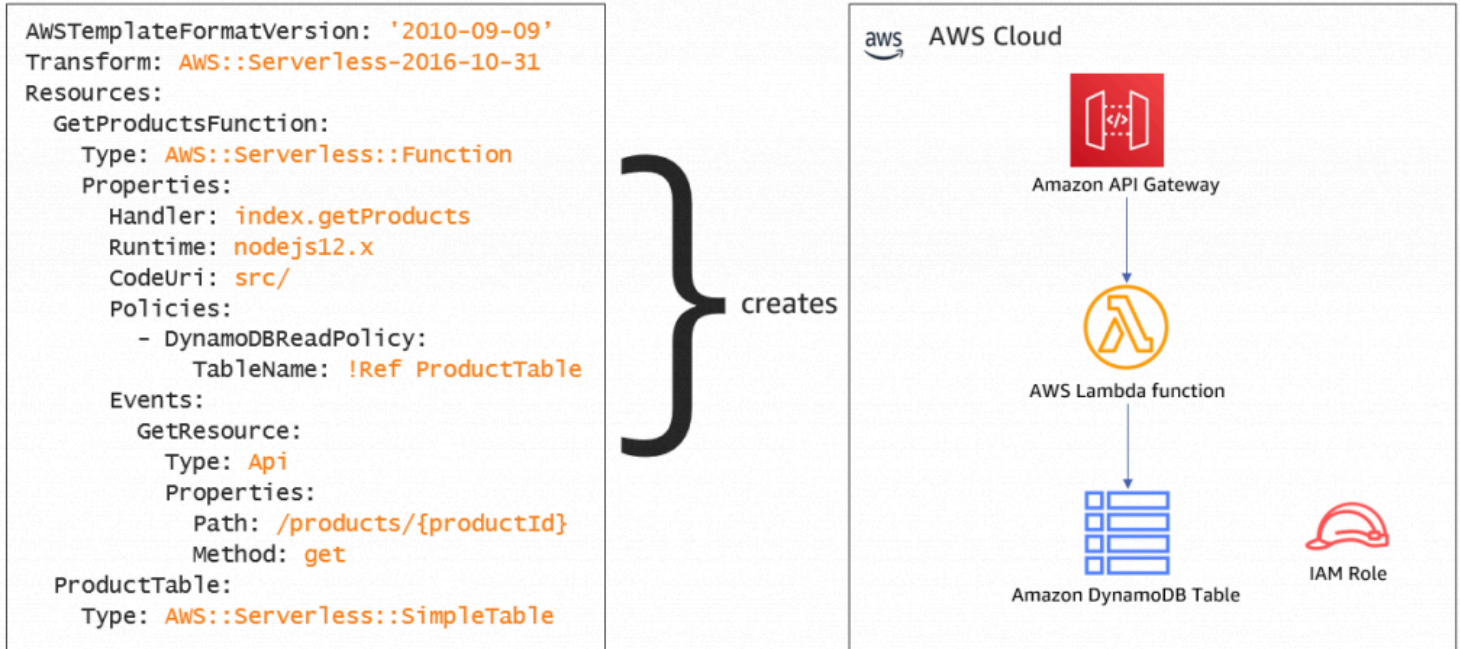 AWSTemplateFormatVersion: '2010-09-09’
Transform: AWS::Serverless-2016-10-31
Resources:
  GetProductsFunction:
    Type: AWS::Serverless::Function
    Properties:
      Handler: index.getProducts
      Runtime: nodejs12.x
      CodeUri: src/
      Policies:
        - DynamoDBReadPolicy:
            TableName: !Ref ProductTable
      Events:
        GetResource:
          Type: Api
          Properties:
            Path: /products/{productId}
            Method: get
  ProductTable:
    Type: AWS::Serverless::SimpleTable
creates
aws AWS Cloud
Amazon API Gateway
AWS Lambda function
Amazon DynamoDB Table
IAM Role